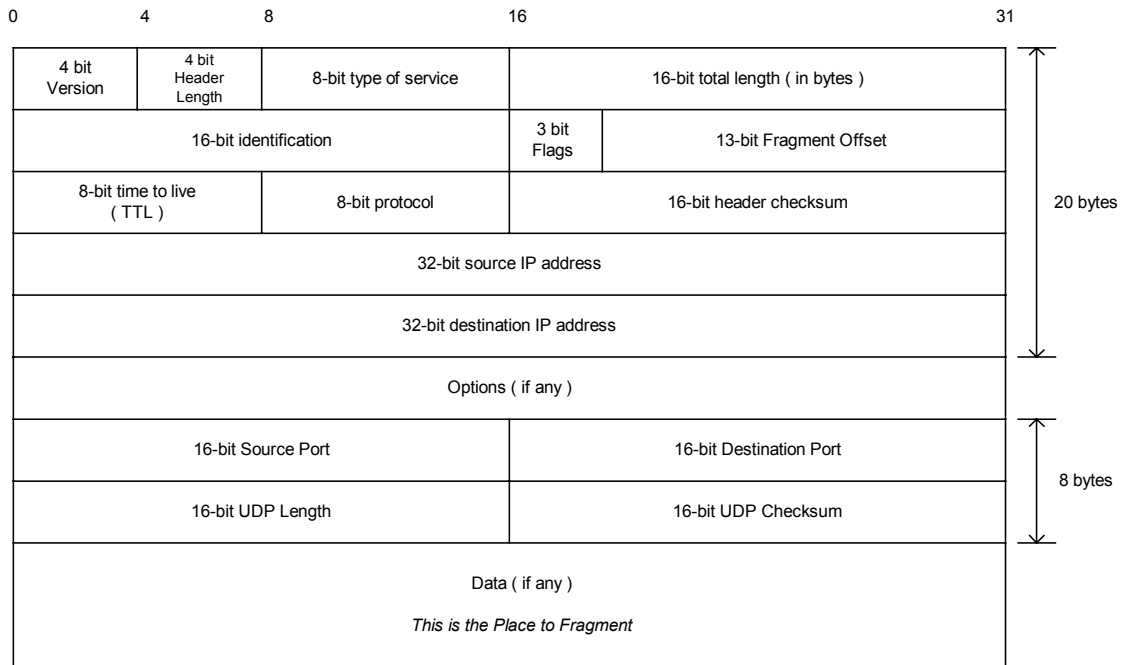 0 4 8 16 31
4 bit
Version
4 bit
Header
Length
8-bit type of service
16-bit total length ( in bytes )
16-bit identification
3 bit
Flags
13-bit Fragment Offset
8-bit time to live
( TTL )
8-bit protocol
16-bit header checksum
20 bytes
32-bit source IP address
32-bit destination IP address
Options ( if any )
16-bit Source Port
16-bit Destination Port
8 bytes
16-bit UDP Length
16-bit UDP Checksum
Data ( if any )
This is the Place to Fragment